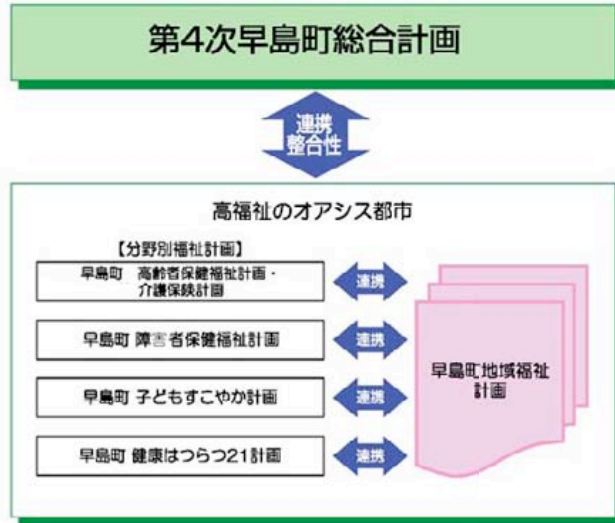 第4次早島町総合計画
連携
整合性
高福祉のオアシス都市
【分野別福祉計画】
早島町 高齢者保健福祉計画・
介護保険計画
連携
早島町 障害者保健福祉計画
連携
早島町 子どもすこやか計画
連携
早島町 健康はつらつ21計画
連携
早島町地域福祉
計画